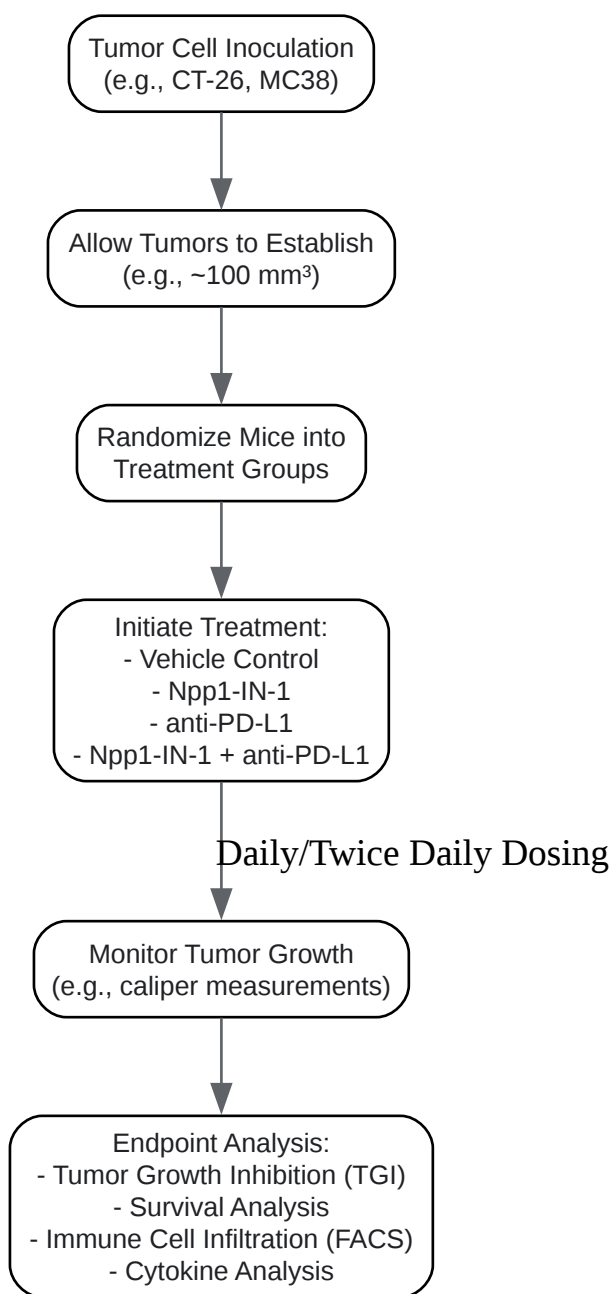 Tumor Cell Inoculation
(e.g., CT-26, MC38)
Allow Tumors to Establish
(e.g., ~100 mm³)
Randomize Mice into
Treatment Groups
Initiate Treatment:
- Vehicle Control
- Npp1-IN-1
- anti-PD-L1
- Npp1-IN-1 + anti-PD-L1
Daily/Twice Daily Dosing
Monitor Tumor Growth
(e.g., caliper measurements)
Endpoint Analysis:
- Tumor Growth Inhibition (TGI)
- Survival Analysis
- Immune Cell Infiltration (FACS)
- Cytokine Analysis